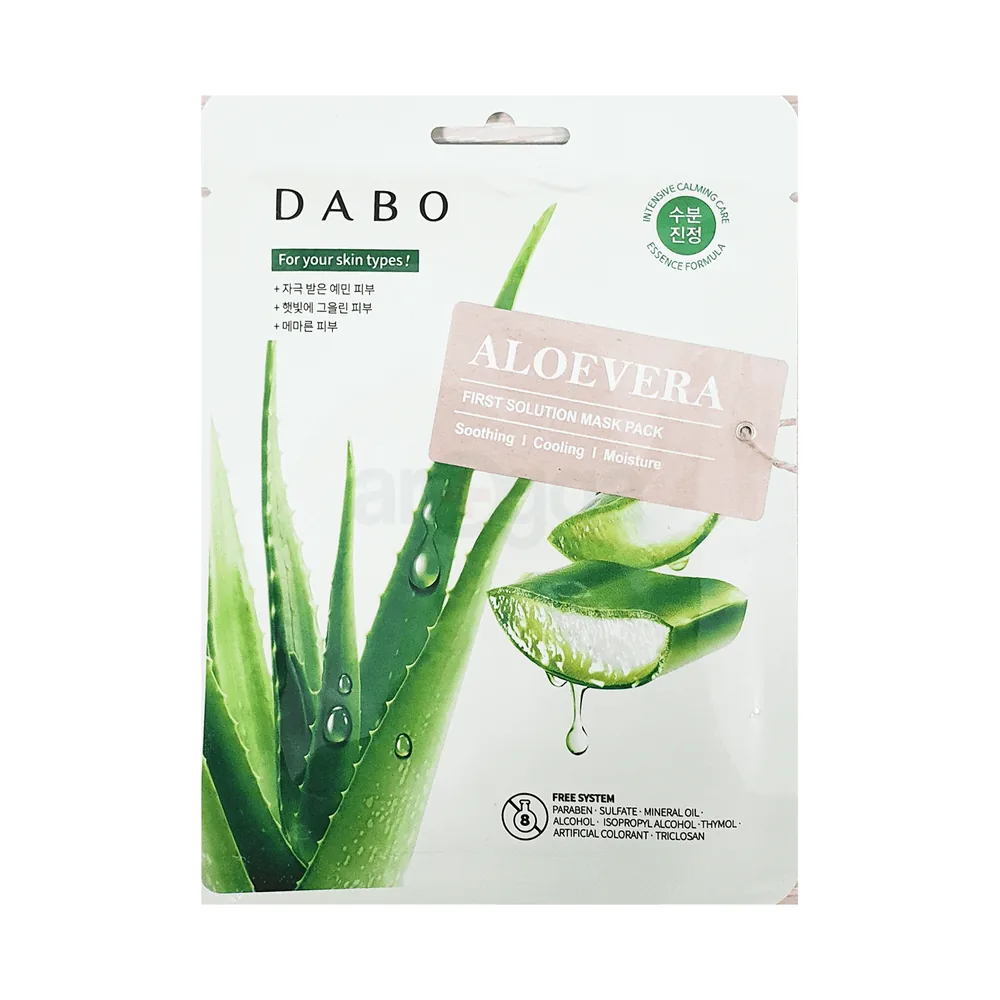 DABO
INTENSIVE CALMING CARE
수분
진정
ESSENCE FORMULA
For your skin types!
+ 자극 받은 예민 피부
+ 햇빛에 그을린 피부
+ 메마른 피부
ALOEVERA
FIRST SOLUTION MASK PACK
Soothing | Cooling | Moisture
8
FREE SYSTEM
PARABEN · SULFATE · MINERAL OIL ·
ALCOHOL · ISOPROPYL ALCOHOL · THYMOL ·
ARTIFICIAL COLORANT · TRICLOSAN